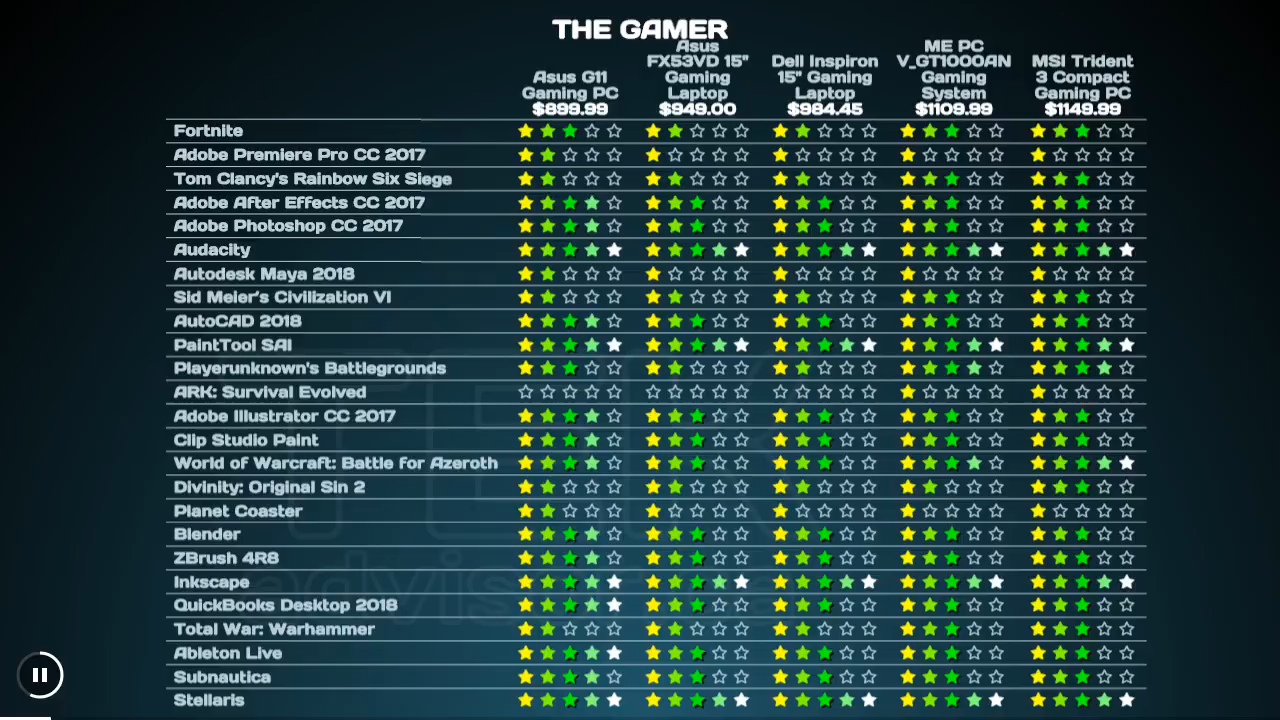 THE GAMER
Asus G11
Gaming PC
$899.99
Asus
FX53VD 15"
Gaming
Laptop
$949.00
Dell Inspiron
15" Gaming
Laptop
$984.45
ME PC
V_GT1000AN
Gaming
System
$1109.99
MSI Trident
3 Compact
Gaming PC
$1149.99
Fortnite
Adobe Premiere Pro CC 2017
Tom Clancy's Rainbow Six Siege
Adobe After Effects CC 2017
Adobe Photoshop CC 2017
Audacity
Autodesk Maya 2018
Sid Meier's Civilization VI
AutoCAD 2018
PaintTool SAI
Playerunknown's Battlegrounds
ARK: Survival Evolved
Adobe Illustrator CC 2017
Clip Studio Paint
World of Warcraft: Battle for Azeroth
Divinity: Original Sin 2
Planet Coaster
Blender
ZBrush 4R8
Inkscape
QuickBooks Desktop 2018
Total War: Warhammer
Ableton Live
Subnautica
Stellaris